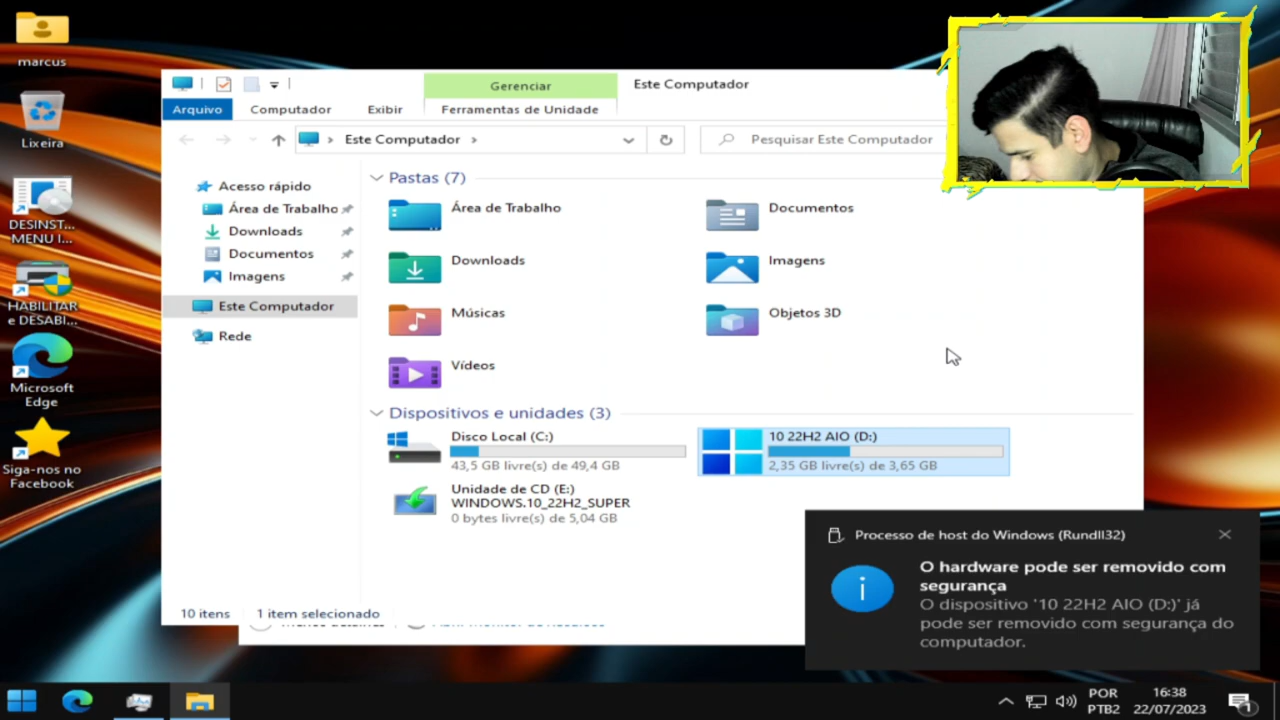 marcus
Lixeira
DESINST...
MENU I...
HABILITAR
e DESABI...
Microsoft
Edge
Siga-nos no
Facebook
Gerenciar
Este Computador
Arquivo
Computador
Exibir
Ferramentas de Unidade
Este Computador
Pesquisar Este Computador
Acesso rápido
Área de Trabalho
Downloads
Documentos
Imagens
Este Computador
Rede
Pastas (7)
Área de Trabalho
Documentos
Downloads
Imagens
Músicas
Objetos 3D
Vídeos
Dispositivos e unidades (3)
Disco Local (C:)
43,5 GB livre(s) de 49,4 GB
10 22H2 AIO (D:)
2,35 GB livre(s) de 3,65 GB
Unidade de CD (E:)
WINDOWS.10_22H2_SUPER
0 bytes livre(s) de 5,04 GB
10 itens
1 item selecionado
Processo de host do Windows (Rundll32)
O hardware pode ser removido com
segurança
O dispositivo '10 22H2 AIO (D:)' já
pode ser removido com segurança do
computador.
POR
PTB2
16:38
22/07/2023
1